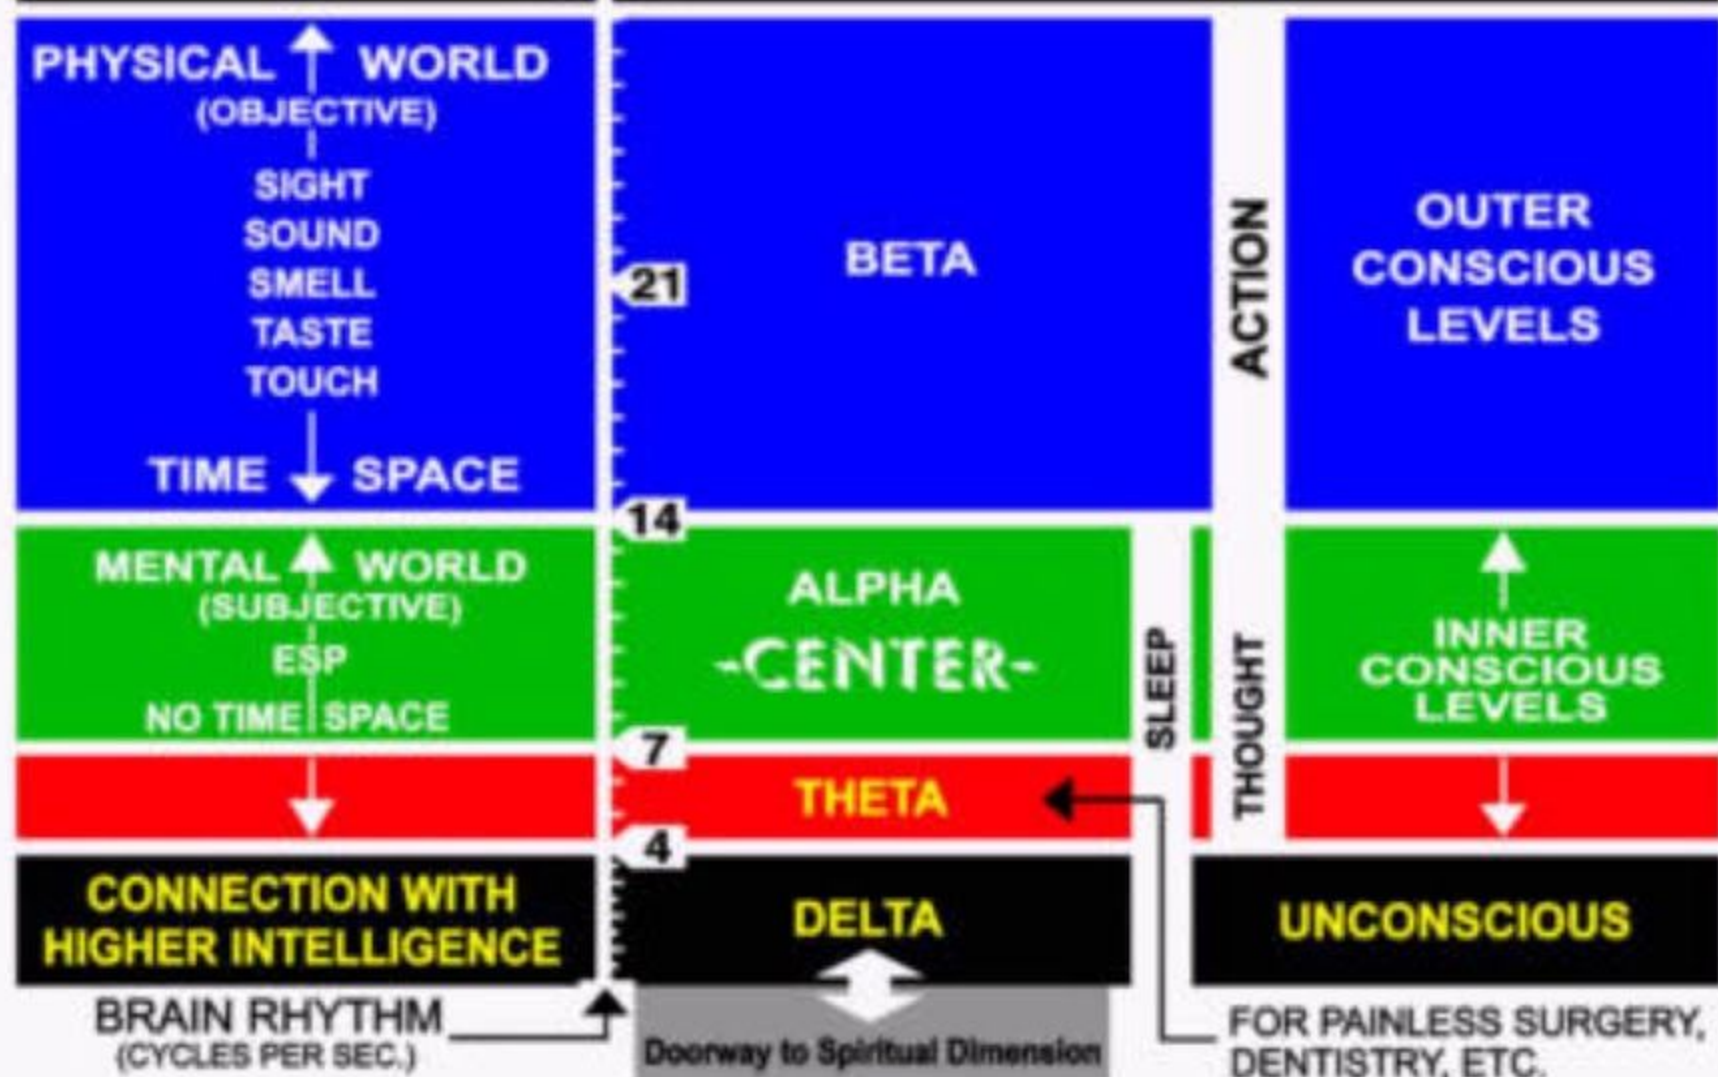 PHYSICAL WORLD
(OBJECTIVE)
SIGHT
SOUND
SMELL
TASTE
TOUCH
TIME SPACE
21
BETA
ACTION
OUTER
CONSCIOUS
LEVELS
14
MENTAL WORLD
(SUBJECTIVE)
ESP
NO TIME SPACE
ALPHA
-CENTER-
SLEEP
THOUGHT
INNER
CONSCIOUS
LEVELS
7
THETA
4
CONNECTION WITH
HIGHER INTELLIGENCE
DELTA
UNCONSCIOUS
BRAIN RHYTHM
(CYCLES PER SEC.)
Doorway to Spiritual Dimension
FOR PAINLESS SURGERY,
DENTISTRY, ETC.